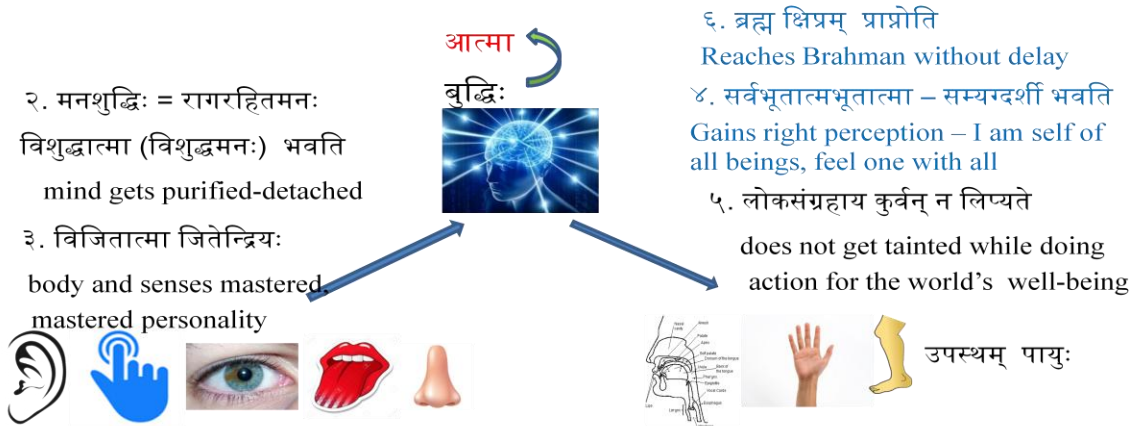 आत्मा
बुद्धिः
२. मनशुद्धिः = रागरहितमनः
विशुद्धात्मा (विशुद्धमनः) भवति
mind gets purified-detached
३. विजितात्मा जितेन्द्रियः
body and senses mastered,
mastered personality
६. ब्रह्म क्षिप्रम् प्राप्नोति
Reaches Brahman without delay
४. सर्वभूतात्मभूतात्मा – सम्यग्दर्शी भवति
Gains right perception – I am self of
all beings, feel one with all
५. लोकसंग्रहाय कुर्वन् न लिप्यते
does not get tainted while doing
action for the world's well-being
उपस्थम् पायुः